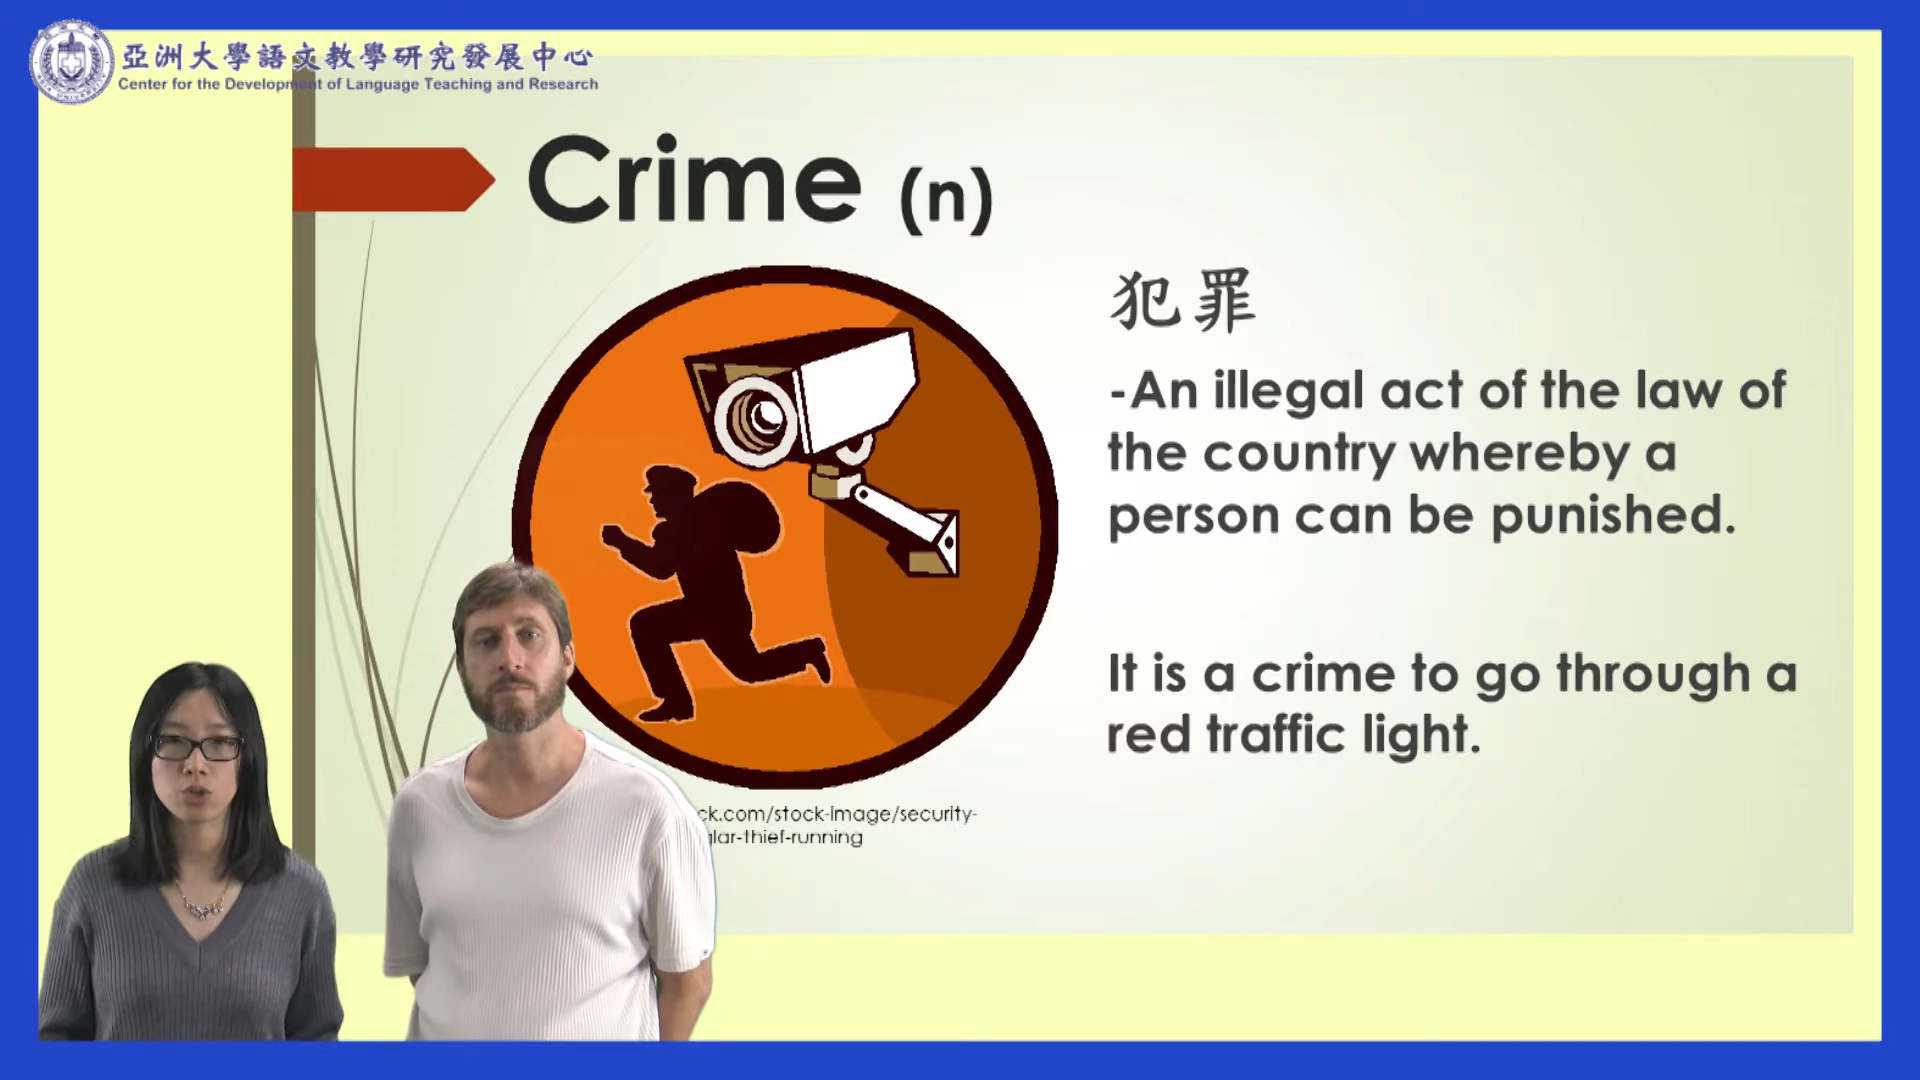 亞洲大學語文教學研究發展中心
Center for the Development of Language Teaching and Research
Crime (n)
犯罪
-An illegal act of the law of
the country whereby a
person can be punished.
It is a crime to go through a
red traffic light.
ck.com/stock-image/security-
glar-thief-running